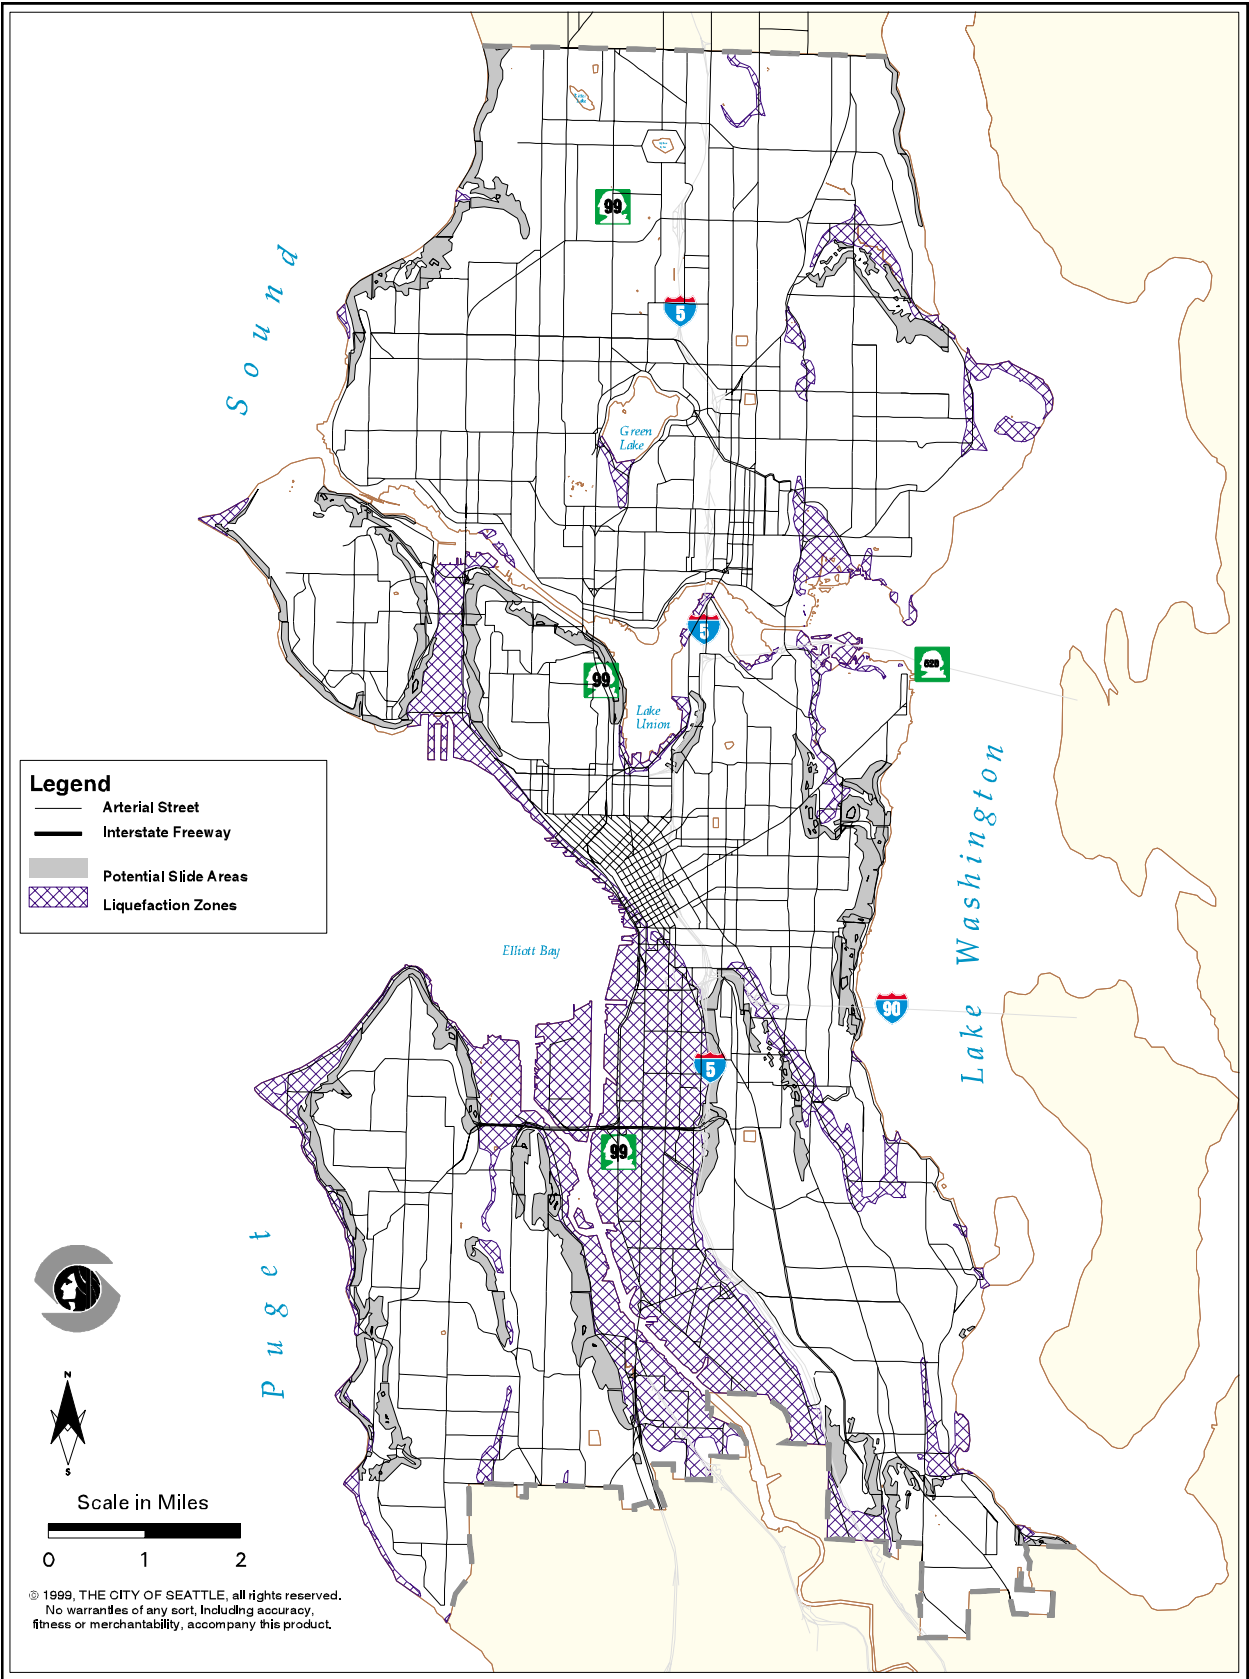 99
Sound
5
Green
Lake
5
520
99
Lake
Union
Legend
Arterial Street
Interstate Freeway
Potential Slide Areas
Liquefaction Zones
Lake Washington
Elliott Bay
90
5
99
Puget
N
S
Scale in Miles
0 1 2
© 1999, THE CITY OF SEATTLE, all rights reserved.
No warranties of any sort, Including accuracy,
fitness or merchantability, accompany this product.